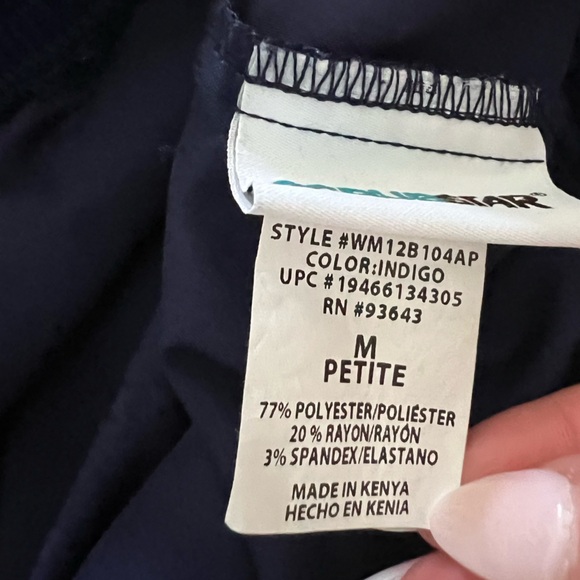 STYLE #WM12B104AP
COLOR:INDIGO
UPC #19466134305
RN #93643
M
PETITE
77% POLYESTER/POLIÉSTER
20% RAYON/RAYÓN
3% SPANDEX/ELASTANO
MADE IN KENYA
HECHO EN KENIA